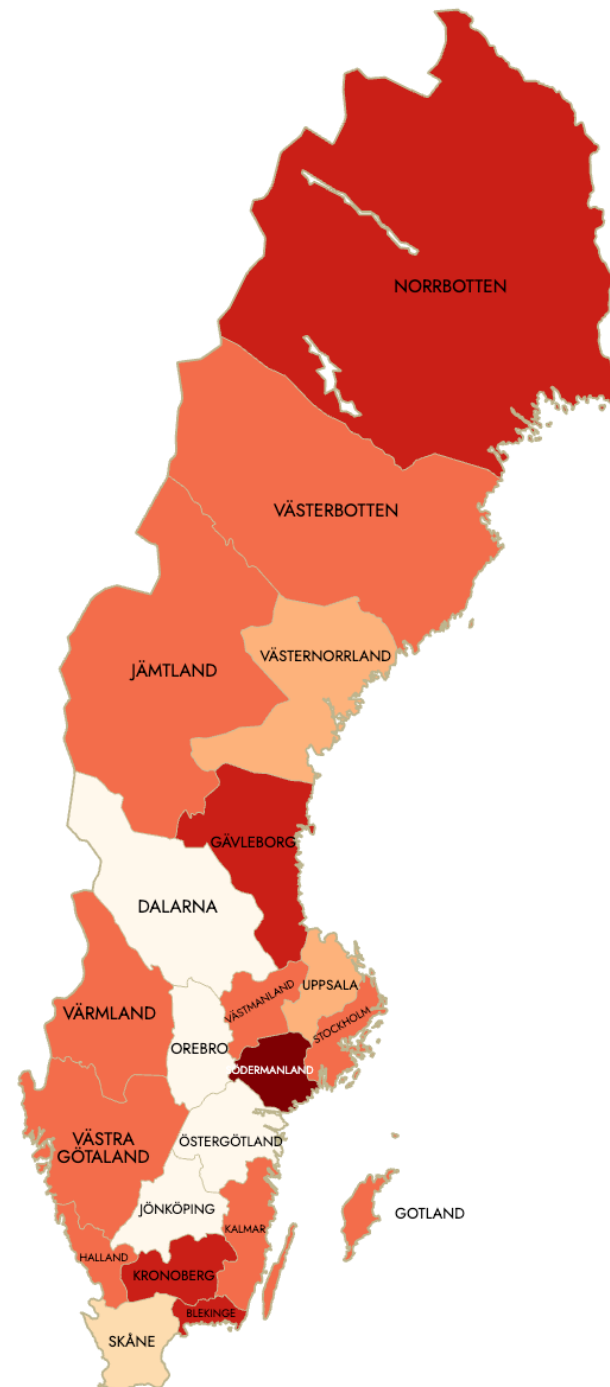 NORRBOTTEN
VÄSTERBOTTEN
VÄSTERNORRLAND
JÄMTLAND
GÄVLEBORG
DALARNA
UPPSALA
VÄSTMANLAND
VÄRMLAND
STOCKHOLM
OREBRO
ÖDERMANLAND
VÄSTRA
GÖTALAND
ÖSTERGÖTLAND
JÖNKÖPING
GOTLAND
KALMAR
HALLAND
KRONOBERG
BLEKINGE
SKÅNE